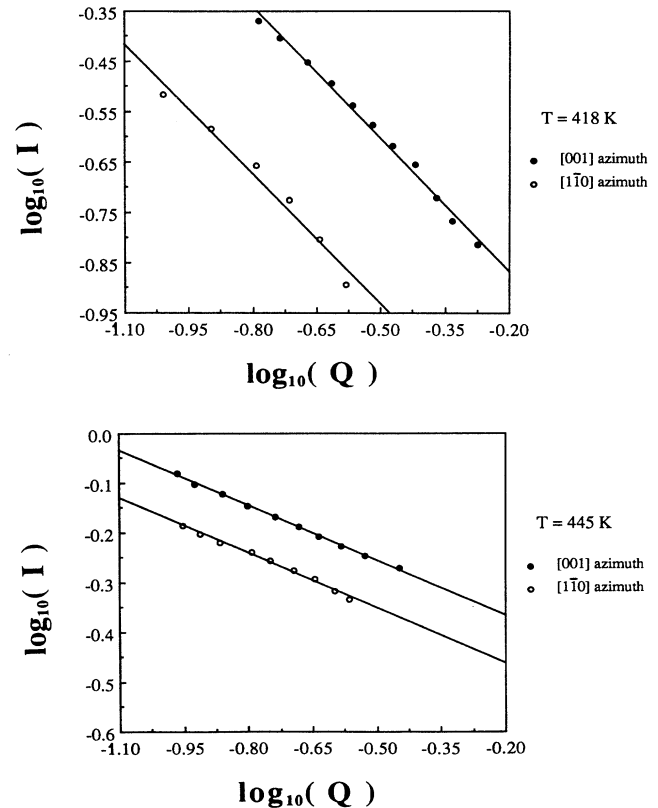 -0.35
-0.45
-0.55
-0.65
-0.75
-0.85
-0.95
log₁₀( I )
-1.10 -0.95 -0.80 -0.65 -0.50 -0.35 -0.20
log₁₀( Q )
T = 418 K
[001] azimuth
[11̅0] azimuth
0.0
-0.1
-0.2
-0.3
-0.4
-0.5
-0.6
log₁₀( I )
-1.10 -0.95 -0.80 -0.65 -0.50 -0.35 -0.20
log₁₀( Q )
T = 445 K
[001] azimuth
[11̅0] azimuth